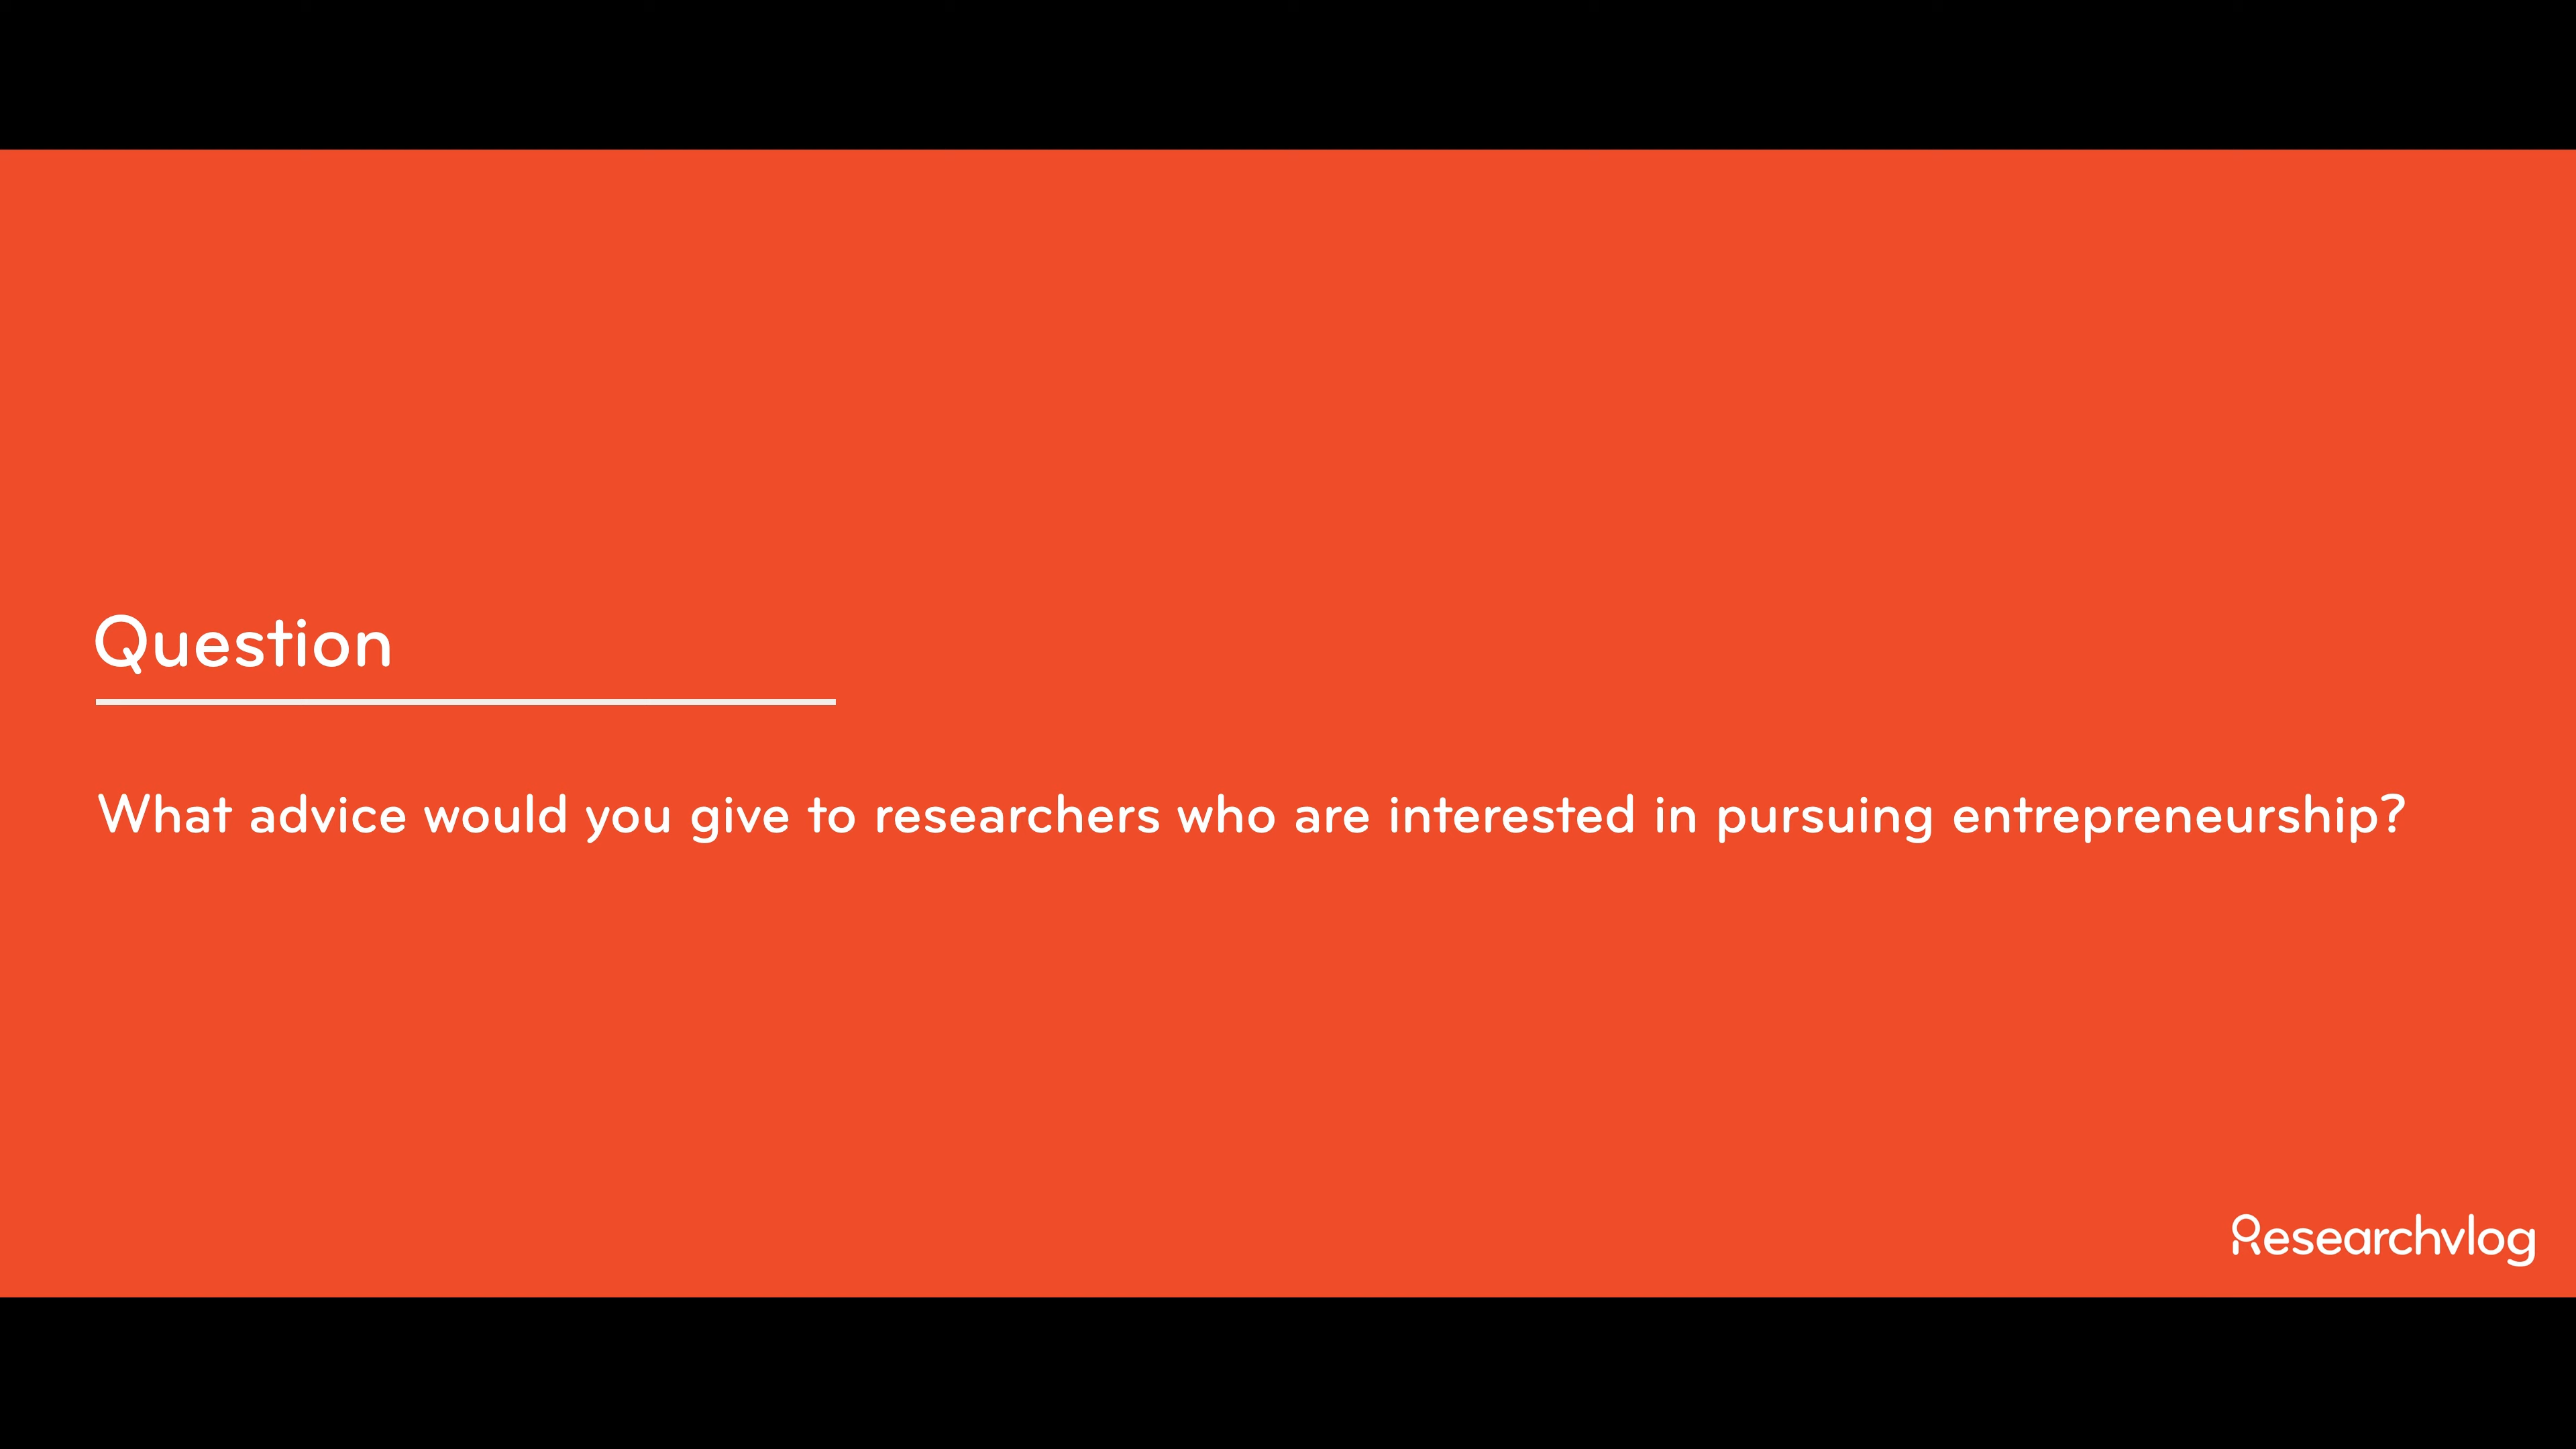 Question
What advice would you give to researchers who are interested in pursuing entrepreneurship?
Researchvlog